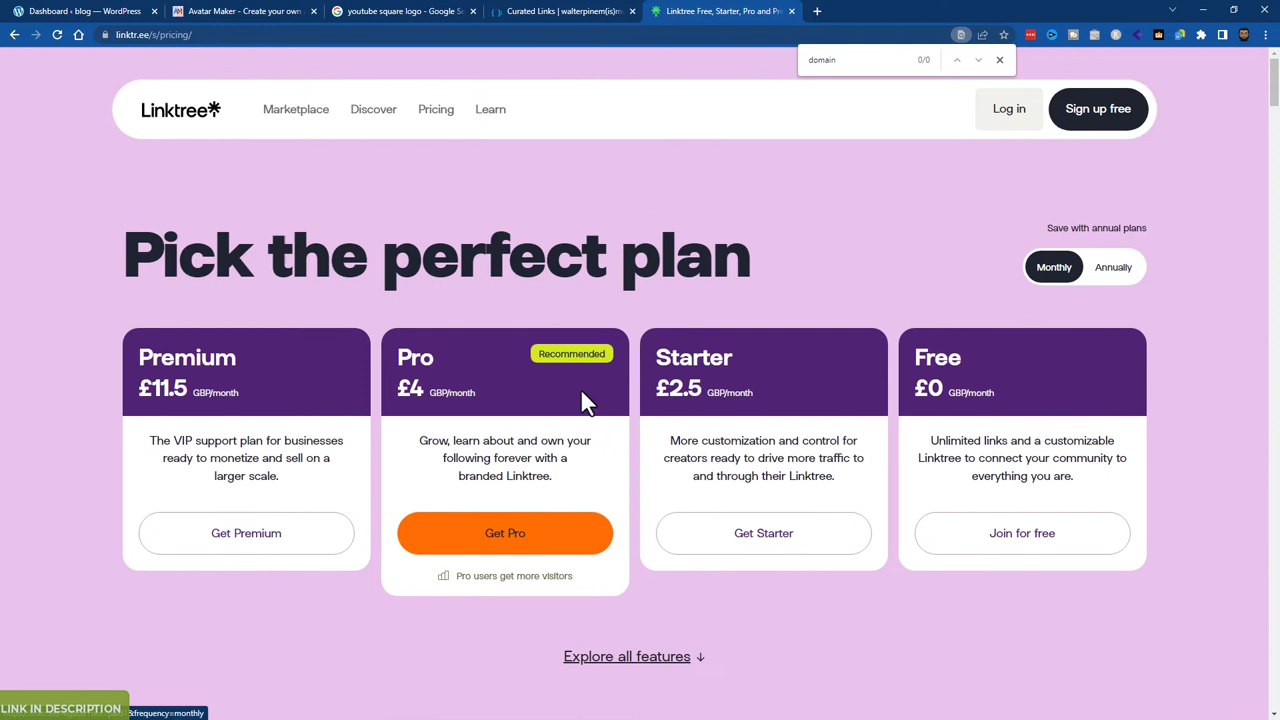 Dashboard ‹ blog — WordPress
Avatar Maker - Create your own
youtube square logo - Google Se
Curated Links | walterpinem(is)m
Linktree Free, Starter, Pro and Pr
linktr.ee/s/pricing/
domain
0/0
Linktree
Marketplace
Discover
Pricing
Learn
Log in
Sign up free
Pick the perfect plan
Save with annual plans
Monthly
Annually
Premium
£11.5 GBP/month
The VIP support plan for businesses
ready to monetize and sell on a
larger scale.
Get Premium
Pro
Recommended
£4 GBP/month
Grow, learn about and own your
following forever with a
branded Linktree.
Get Pro
Pro users get more visitors
Starter
£2.5 GBP/month
More customization and control for
creators ready to drive more traffic to
and through their Linktree.
Get Starter
Free
£0 GBP/month
Unlimited links and a customizable
Linktree to connect your community to
everything you are.
Join for free
Explore all features ↓
LINK IN DESCRIPTION
&frequency=monthly